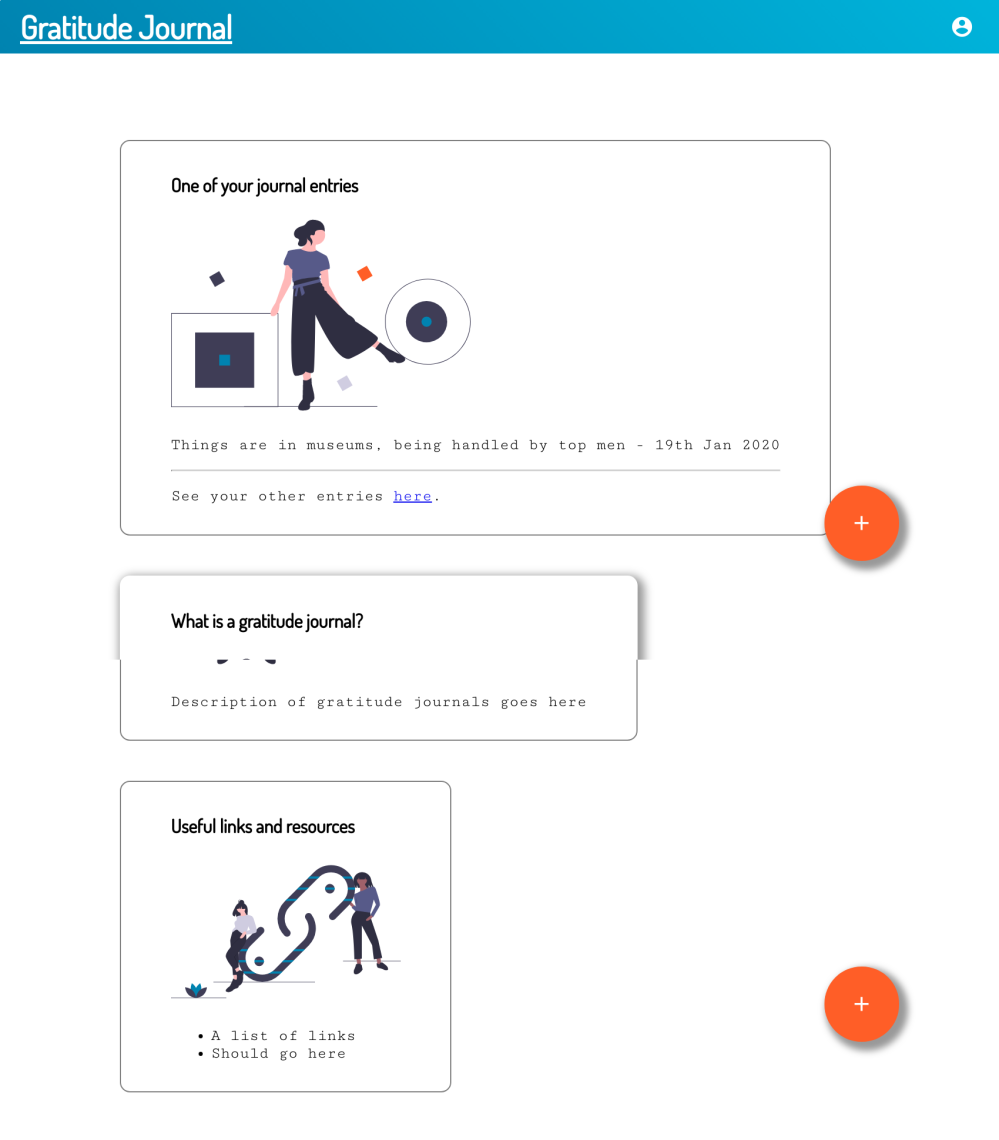 Gratitude Journal
One of your journal entries
Things are in museums, being handled by top men - 19th Jan 2020
See your other entries here.
+
What is a gratitude journal?
Description of gratitude journals goes here
Useful links and resources
• A list of links
• Should go here
+